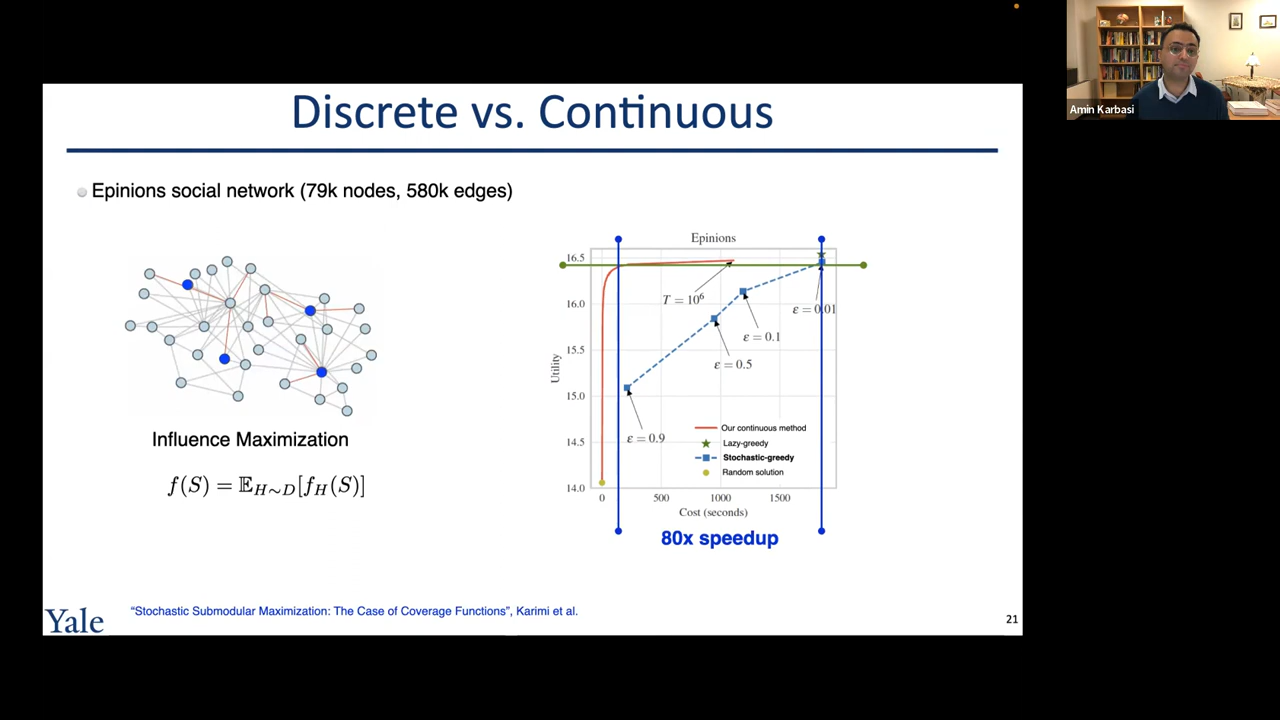 Amin Karbasi
Discrete vs. Continuous
Epinions social network (79k nodes, 580k edges)
Influence Maximization
f(S) = 𝔼_{H∼D}[f_H(S)]
Epinions
16.5
16.0
15.5
15.0
14.5
14.0
Utility
T = 10⁶
ε = 0.01
ε = 0.1
ε = 0.5
ε = 0.9
Our continuous method
Lazy-greedy
Stochastic-greedy
Random solution
0 500 1000 1500
Cost (seconds)
80x speedup
Yale
"Stochastic Submodular Maximization: The Case of Coverage Functions", Karimi et al.
21